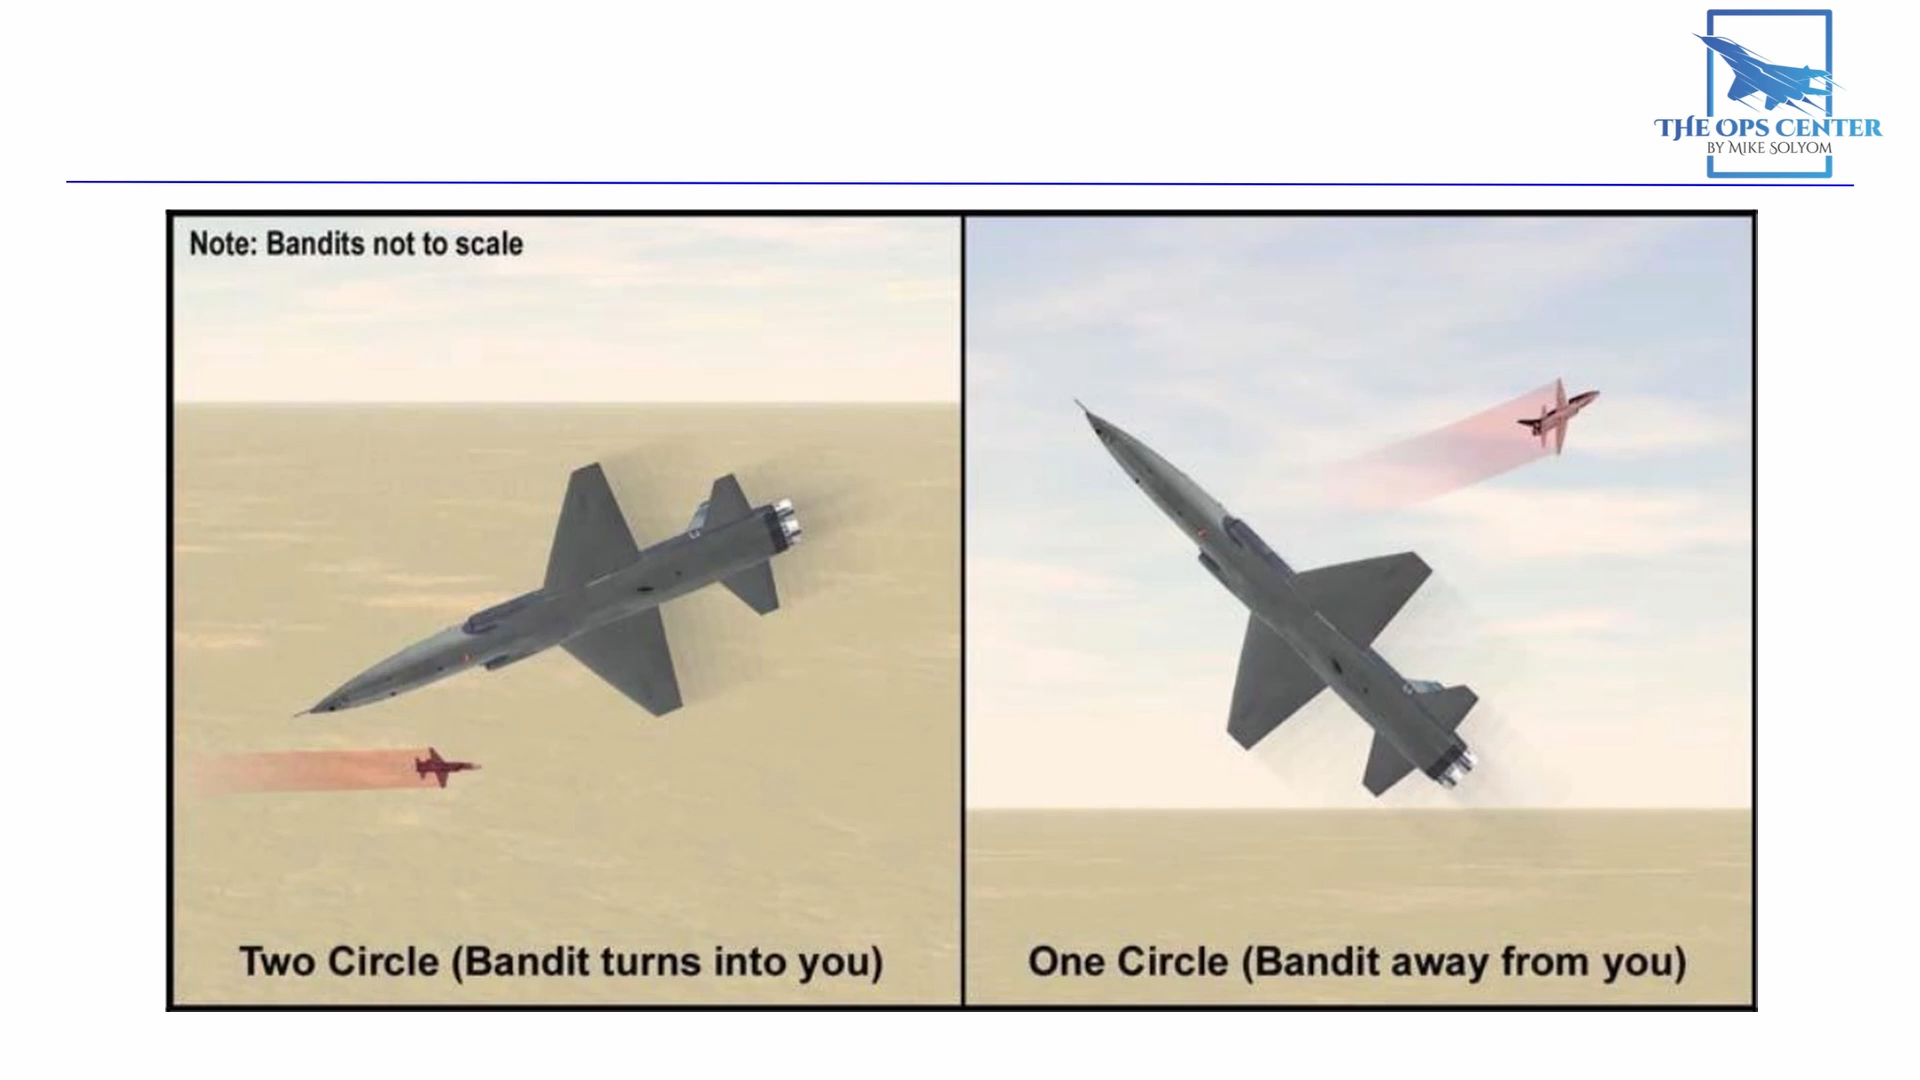 THE OPS CENTER
BY MIKE SOLYOM
Note: Bandits not to scale
Two Circle (Bandit turns into you)
One Circle (Bandit away from you)